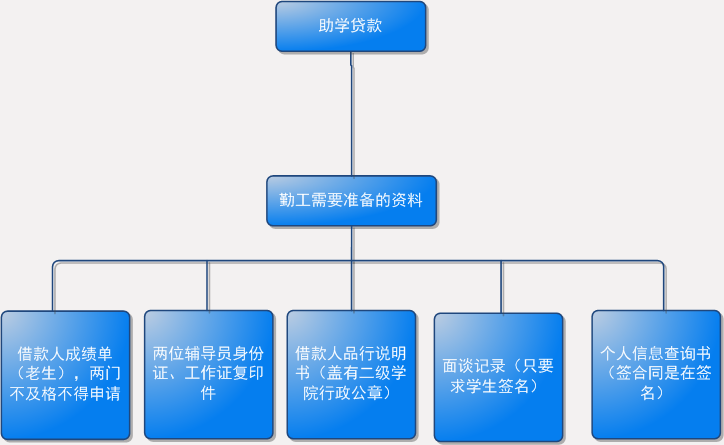 助学贷款
勤工需要准备的资料
借款人成绩单
（老生），两门
不及格不得申请
两位辅导员身份
证、工作证复印
件
借款人品行说明
书（盖有二级学
院行政公章）
面谈记录（只要
求学生签名）
个人信息查询书
（签合同是在签
名）